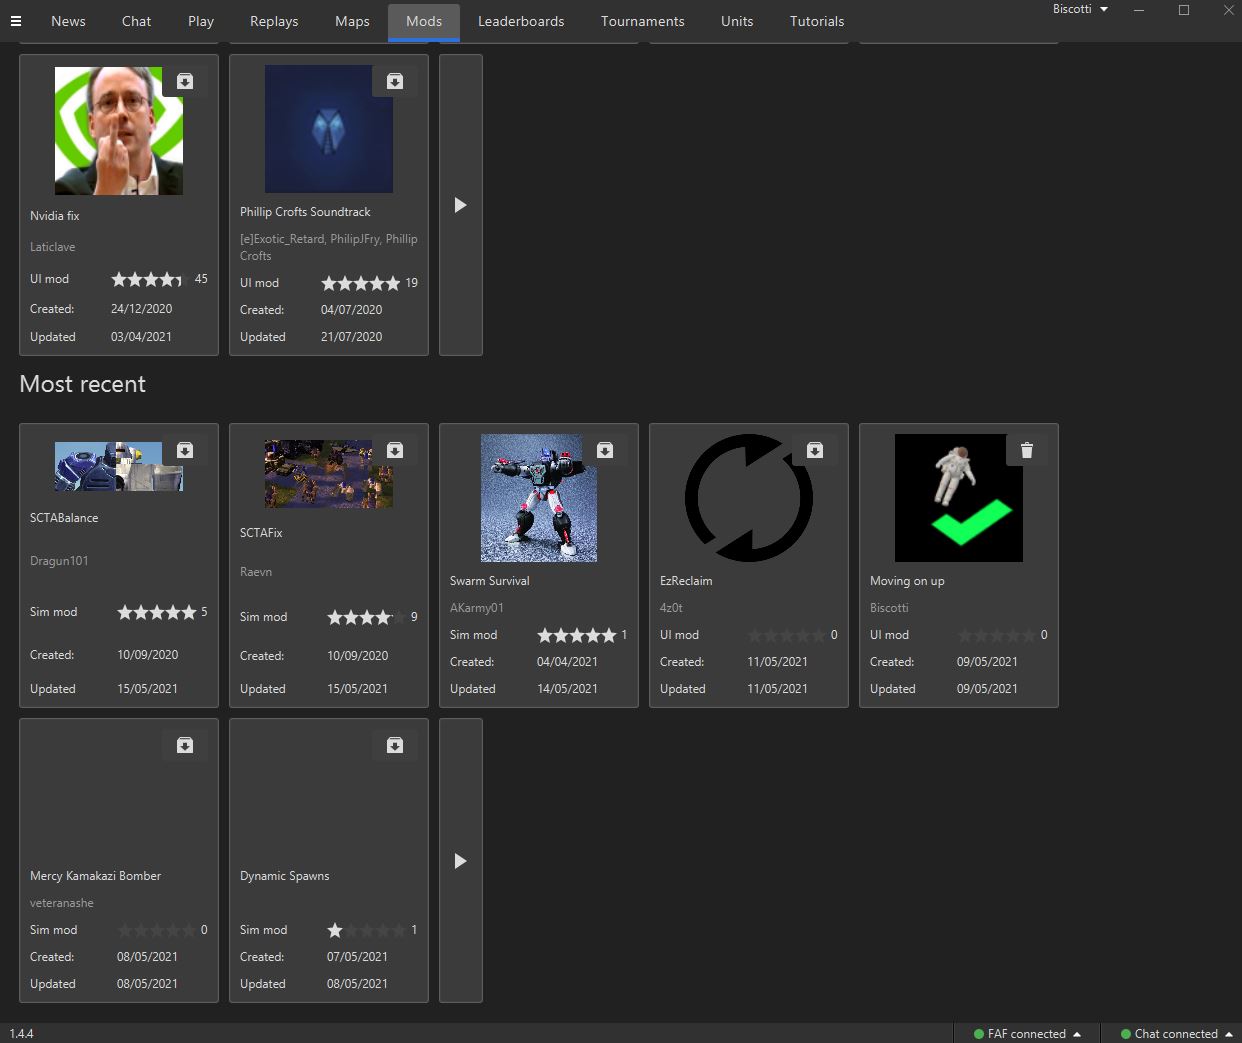 News Chat Play Replays Maps Mods Leaderboards Tournaments Units Tutorials Biscotti
Nvidia fix
Laticlave
UI mod 45
Created: 24/12/2020
Updated 03/04/2021
Phillip Crofts Soundtrack
[e]Exotic_Retard, PhilipJFry, Phillip
Crofts
UI mod 19
Created: 04/07/2020
Updated 21/07/2020
Most recent
SCTABalance
Dragun101
Sim mod 5
Created: 10/09/2020
Updated 15/05/2021
SCTAFix
Raevn
Sim mod 9
Created: 10/09/2020
Updated 15/05/2021
Swarm Survival
AKarmy01
Sim mod 1
Created: 04/04/2021
Updated 14/05/2021
EzReclaim
4z0t
UI mod 0
Created: 11/05/2021
Updated 11/05/2021
Moving on up
Biscotti
UI mod 0
Created: 09/05/2021
Updated 09/05/2021
Mercy Kamakazi Bomber
veteranashe
Sim mod 0
Created: 08/05/2021
Updated 08/05/2021
Dynamic Spawns
Sim mod 1
Created: 07/05/2021
Updated 08/05/2021
1.4.4 FAF connected Chat connected